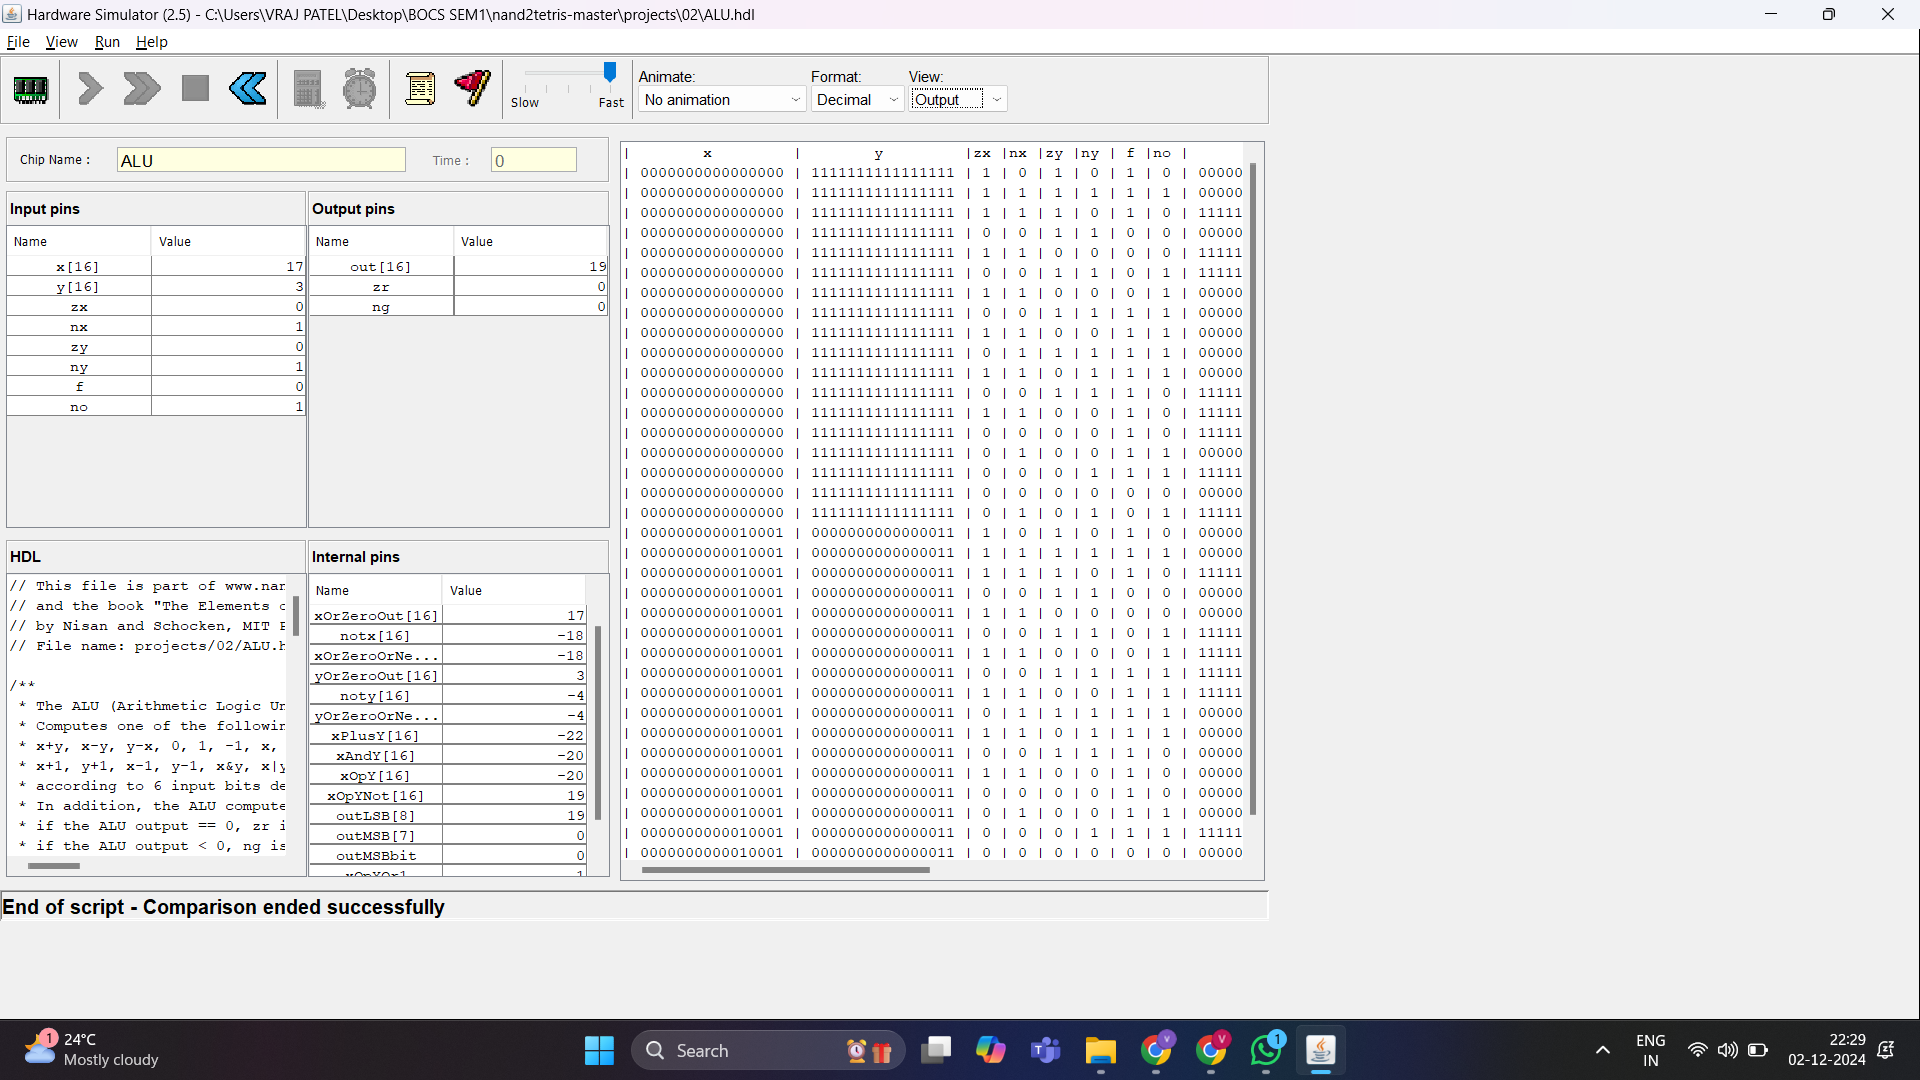 Hardware Simulator (2.5) - C:\Users\VRAJ PATEL\Desktop\BOCS SEM1\nand2tetris-master\projects\02\ALU.hdl
File View Run Help
Slow Fast
Animate: Format: View:
No animation Decimal Output
Chip Name : ALU Time : 0
Input pins
Name Value
x[16] 17
y[16] 3
zx 0
nx 1
zy 0
ny 1
f 0
no 1
Output pins
Name Value
out[16] 19
zr 0
ng 0
HDL
// This file is part of www.nan
// and the book "The Elements o
// by Nisan and Schocken, MIT P
// File name: projects/02/ALU.h
/**
* The ALU (Arithmetic Logic Un
* Computes one of the followin
* x+y, x-y, y-x, 0, 1, -1, x,
* x+1, y+1, x-1, y-1, x&y, x|y
* according to 6 input bits de
* In addition, the ALU compute
* if the ALU output == 0, zr i
* if the ALU output < 0, ng is
Internal pins
Name Value
xOrZeroOut[16] 17
notx[16] -18
xOrZeroOrNe... -18
yOrZeroOut[16] 3
noty[16] -4
yOrZeroOrNe... -4
xPlusY[16] -22
xAndY[16] -20
xOpY[16] -20
xOpYNot[16] 19
outLSB[8] 19
outMSB[7] 0
outMSBbit 0
xOpYOr1 1
| x | y |zx |nx |zy |ny | f |no |
| 0000000000000000 | 1111111111111111 | 1 | 0 | 1 | 0 | 1 | 0 | 00000
| 0000000000000000 | 1111111111111111 | 1 | 1 | 1 | 1 | 1 | 1 | 00000
| 0000000000000000 | 1111111111111111 | 1 | 1 | 1 | 0 | 1 | 0 | 11111
| 0000000000000000 | 1111111111111111 | 0 | 0 | 1 | 1 | 0 | 0 | 00000
| 0000000000000000 | 1111111111111111 | 1 | 1 | 0 | 0 | 0 | 0 | 11111
| 0000000000000000 | 1111111111111111 | 0 | 0 | 1 | 1 | 0 | 1 | 11111
| 0000000000000000 | 1111111111111111 | 1 | 1 | 0 | 0 | 0 | 1 | 00000
| 0000000000000000 | 1111111111111111 | 0 | 0 | 1 | 1 | 1 | 1 | 00000
| 0000000000000000 | 1111111111111111 | 1 | 1 | 0 | 0 | 1 | 1 | 00000
| 0000000000000000 | 1111111111111111 | 0 | 1 | 1 | 1 | 1 | 1 | 00000
| 0000000000000000 | 1111111111111111 | 1 | 1 | 0 | 1 | 1 | 1 | 00000
| 0000000000000000 | 1111111111111111 | 0 | 0 | 1 | 1 | 1 | 0 | 11111
| 0000000000000000 | 1111111111111111 | 1 | 1 | 0 | 0 | 1 | 0 | 11111
| 0000000000000000 | 1111111111111111 | 0 | 0 | 0 | 0 | 1 | 0 | 11111
| 0000000000000000 | 1111111111111111 | 0 | 1 | 0 | 0 | 1 | 1 | 00000
| 0000000000000000 | 1111111111111111 | 0 | 0 | 0 | 1 | 1 | 1 | 11111
| 0000000000000000 | 1111111111111111 | 0 | 0 | 0 | 0 | 0 | 0 | 00000
| 0000000000000000 | 1111111111111111 | 0 | 1 | 0 | 1 | 0 | 1 | 11111
| 0000000000010001 | 0000000000000011 | 1 | 0 | 1 | 0 | 1 | 0 | 00000
| 0000000000010001 | 0000000000000011 | 1 | 1 | 1 | 1 | 1 | 1 | 00000
| 0000000000010001 | 0000000000000011 | 1 | 1 | 1 | 0 | 1 | 0 | 11111
| 0000000000010001 | 0000000000000011 | 0 | 0 | 1 | 1 | 0 | 0 | 00000
| 0000000000010001 | 0000000000000011 | 1 | 1 | 0 | 0 | 0 | 0 | 00000
| 0000000000010001 | 0000000000000011 | 0 | 0 | 1 | 1 | 0 | 1 | 11111
| 0000000000010001 | 0000000000000011 | 1 | 1 | 0 | 0 | 0 | 1 | 11111
| 0000000000010001 | 0000000000000011 | 0 | 0 | 1 | 1 | 1 | 1 | 11111
| 0000000000010001 | 0000000000000011 | 1 | 1 | 0 | 0 | 1 | 1 | 11111
| 0000000000010001 | 0000000000000011 | 0 | 1 | 1 | 1 | 1 | 1 | 00000
| 0000000000010001 | 0000000000000011 | 1 | 1 | 0 | 1 | 1 | 1 | 00000
| 0000000000010001 | 0000000000000011 | 0 | 0 | 1 | 1 | 1 | 0 | 00000
| 0000000000010001 | 0000000000000011 | 1 | 1 | 0 | 0 | 1 | 0 | 00000
| 0000000000010001 | 0000000000000011 | 0 | 0 | 0 | 0 | 1 | 0 | 00000
| 0000000000010001 | 0000000000000011 | 0 | 1 | 0 | 0 | 1 | 1 | 00000
| 0000000000010001 | 0000000000000011 | 0 | 0 | 0 | 1 | 1 | 1 | 11111
| 0000000000010001 | 0000000000000011 | 0 | 0 | 0 | 0 | 0 | 0 | 00000
End of script - Comparison ended successfully
1
24°C
Mostly cloudy
Search
V
V
1
ENG
IN
22:29
02-12-2024